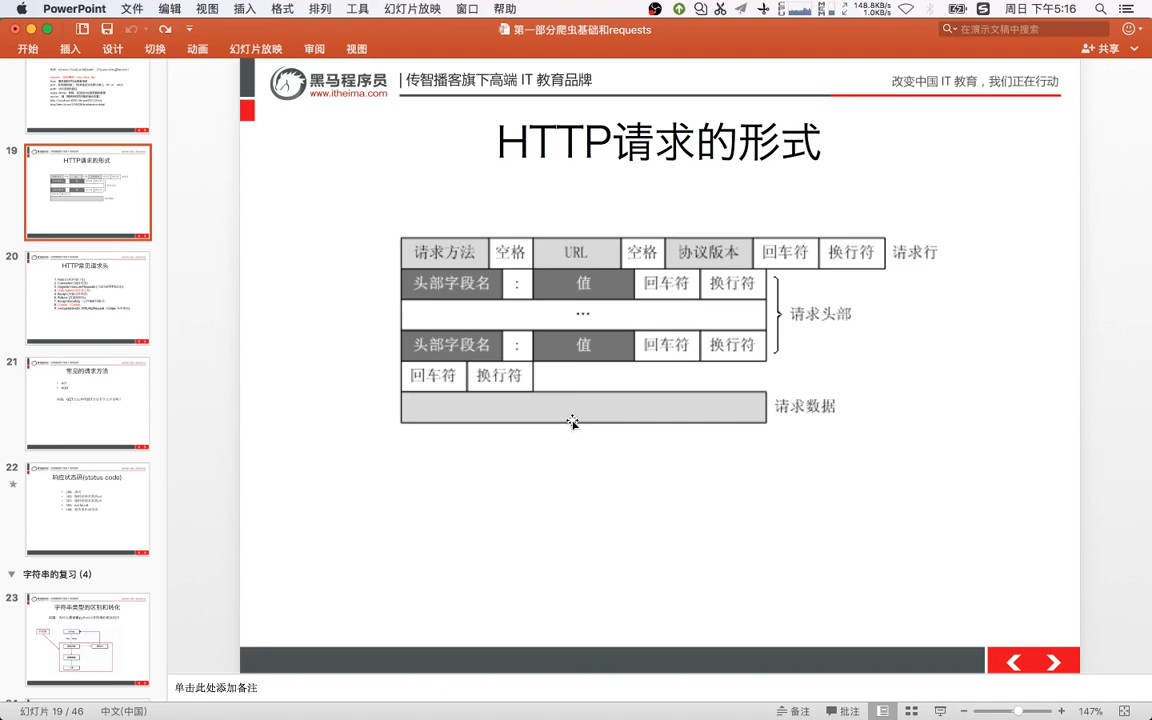 PowerPoint 文件 编辑 视图 插入 格式 排列 工具 幻灯片放映 窗口 帮助 148.8KB/s 1.0KB/s 周日 下午5:16
第一部分爬虫基础和requests
在演示文稿中搜索
开始 插入 设计 切换 动画 幻灯片放映 审阅 视图 共享
黑马程序员 | 传智播客旗下高端 IT 教育品牌
www.itheima.com
改变中国 IT 教育，我们正在行动
HTTP请求的形式
请求方法 空格 URL 空格 协议版本 回车符 换行符 请求行
头部字段名 : 值 回车符 换行符
... 请求头部
头部字段名 : 值 回车符 换行符
回车符 换行符
请求数据
19
HTTP请求的形式
20
HTTP常见请求头
21
常见的请求方法
22
响应状态码(status code)
字符串的复习 (4)
23
字符串类型的区别和转化
单击此处添加备注
幻灯片 19 / 46 中文(中国) 备注 批注 147%